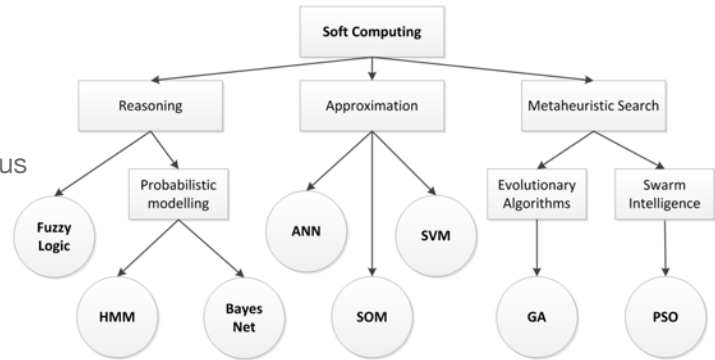 Soft Computing
Reasoning
Approximation
Metaheuristic Search
us
Probabilistic
modelling
Evolutionary
Algorithms
Swarm
Intelligence
Fuzzy
Logic
ANN
SVM
HMM
Bayes
Net
SOM
GA
PSO